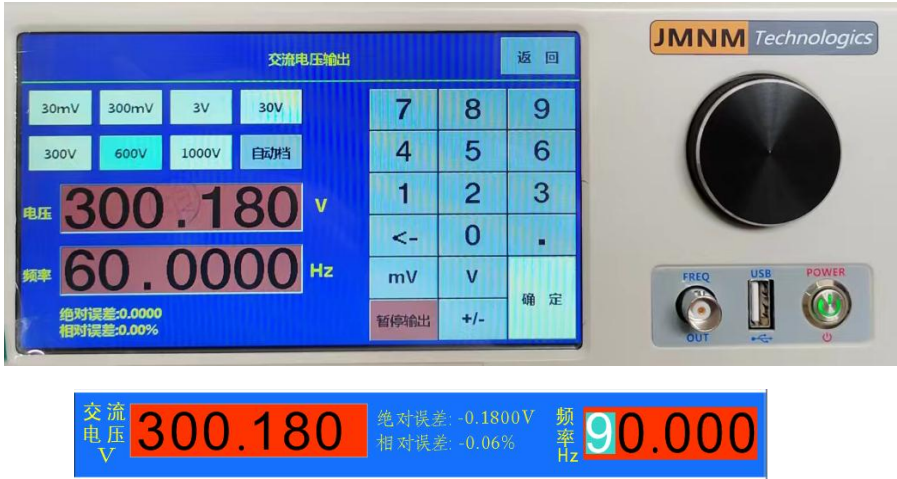 JMNM Technologics
交流电压输出
返 回
30mV 300mV 3V 30V
300V 600V 1000V 自动档
电压 300.180 V
频率 60.0000 Hz
绝对误差:0.0000
相对误差:0.00%
7 8 9
4 5 6
1 2 3
<- 0 .
mV V
确 定
暂停输出 +/-
FREQ USB POWER
OUT
交流电压V 300.180
绝对误差: -0.1800V
相对误差: -0.06%
频率Hz 90.000